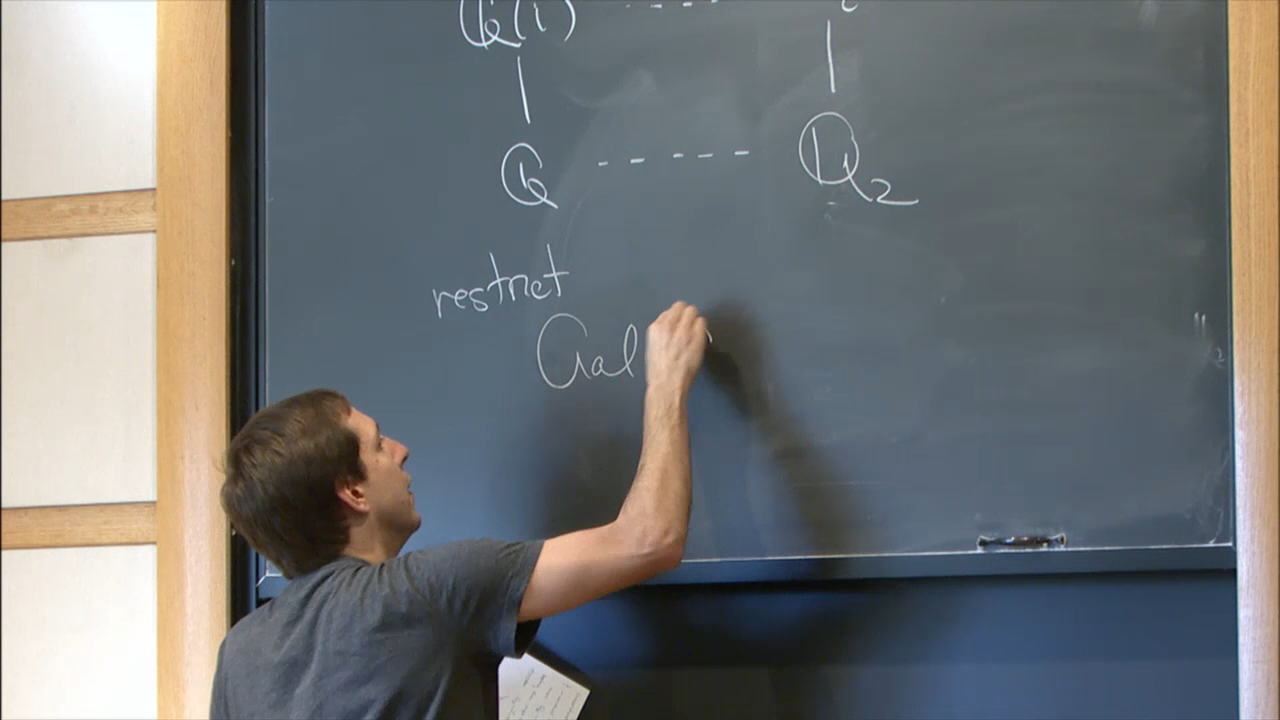 Q(i) -----
|
|
Q ----- Q₂
restrict
Gal